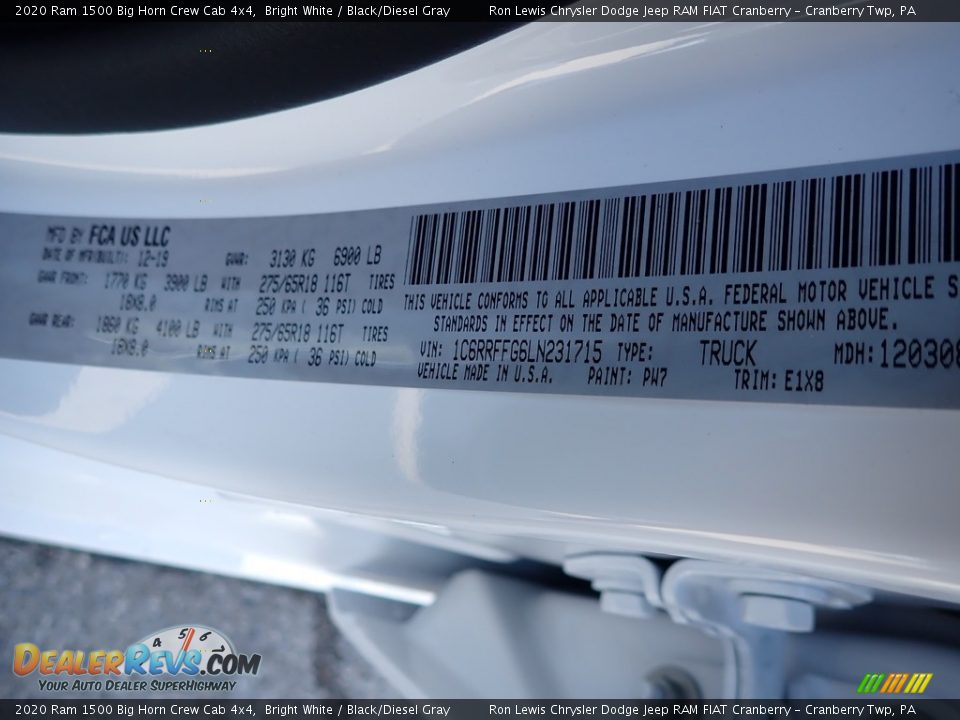 2020 Ram 1500 Big Horn Crew Cab 4x4, Bright White / Black/Diesel Gray Ron Lewis Chrysler Dodge Jeep RAM FIAT Cranberry - Cranberry Twp, PA
MFD BY FCA US LLC
DATE OF MFR(BUILT): 12-19 GVWR: 3130 KG 6900 LB
GAWR FRONT: 1770 KG 3900 LB WITH 275/65R18 116T TIRES
18X8.0 RIMS AT 250 KPA ( 36 PSI) COLD
GAWR REAR: 1860 KG 4100 LB WITH 275/65R18 116T TIRES
18X8.0 RIMS AT 250 KPA ( 36 PSI) COLD
THIS VEHICLE CONFORMS TO ALL APPLICABLE U.S.A. FEDERAL MOTOR VEHICLE S
STANDARDS IN EFFECT ON THE DATE OF MANUFACTURE SHOWN ABOVE.
VIN: 1C6RRFFG6LN231715 TYPE: TRUCK MDH: 120308
VEHICLE MADE IN U.S.A. PAINT: PW7 TRIM: E1X8
4 5 6
DEALERREVS.COM
YOUR AUTO DEALER SUPERHIGHWAY
2020 Ram 1500 Big Horn Crew Cab 4x4, Bright White / Black/Diesel Gray Ron Lewis Chrysler Dodge Jeep RAM FIAT Cranberry - Cranberry Twp, PA